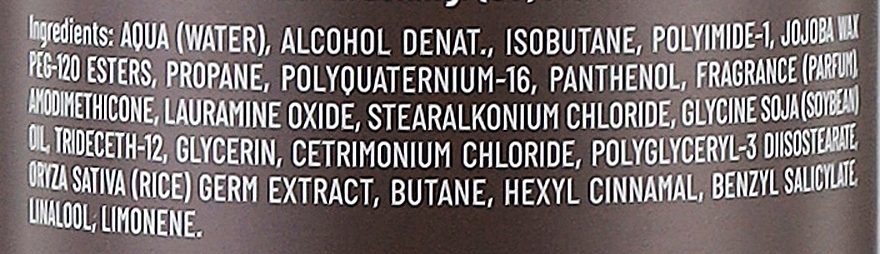 Ingredients: AQUA (WATER), ALCOHOL DENAT., ISOBUTANE, POLYIMIDE-1, JOJOBA WAX
PEG-120 ESTERS, PROPANE, POLYQUATERNIUM-16, PANTHENOL, FRAGRANCE (PARFUM),
AMODIMETHICONE, LAURAMINE OXIDE, STEARALKONIUM CHLORIDE, GLYCINE SOJA (SOYBEAN)
OIL, TRIDECETH-12, GLYCERIN, CETRIMONIUM CHLORIDE, POLYGLYCERYL-3 DIISOSTEARATE,
ORYZA SATIVA (RICE) GERM EXTRACT, BUTANE, HEXYL CINNAMAL, BENZYL SALICYLATE,
LINALOOL, LIMONENE.